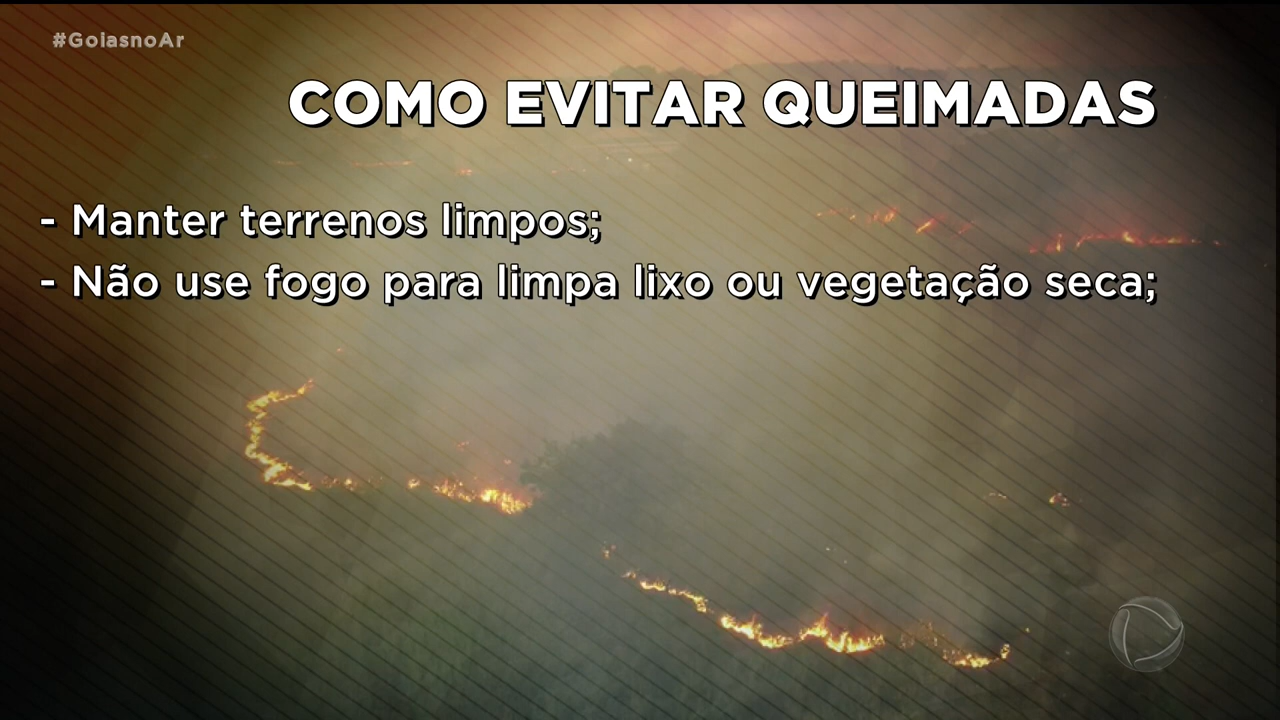 #GoiasnoAr
COMO EVITAR QUEIMADAS
- Manter terrenos limpos;
- Não use fogo para limpa lixo ou vegetação seca;